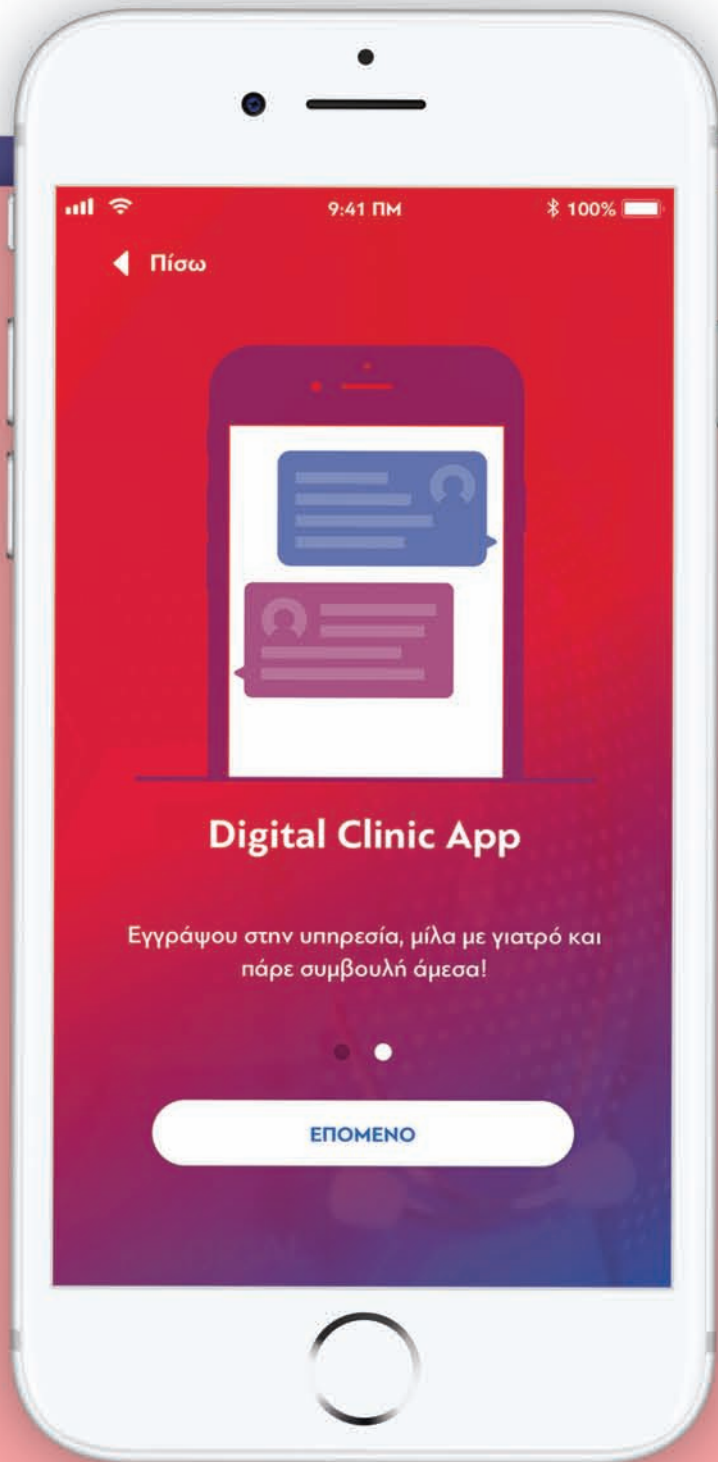 9:41 ΠΜ
100%
Πίσω
Digital Clinic App
Εγγράψου στην υπηρεσία, μίλα με γιατρό και
πάρε συμβουλή άμεσα!
ΕΠΟΜΕΝΟ